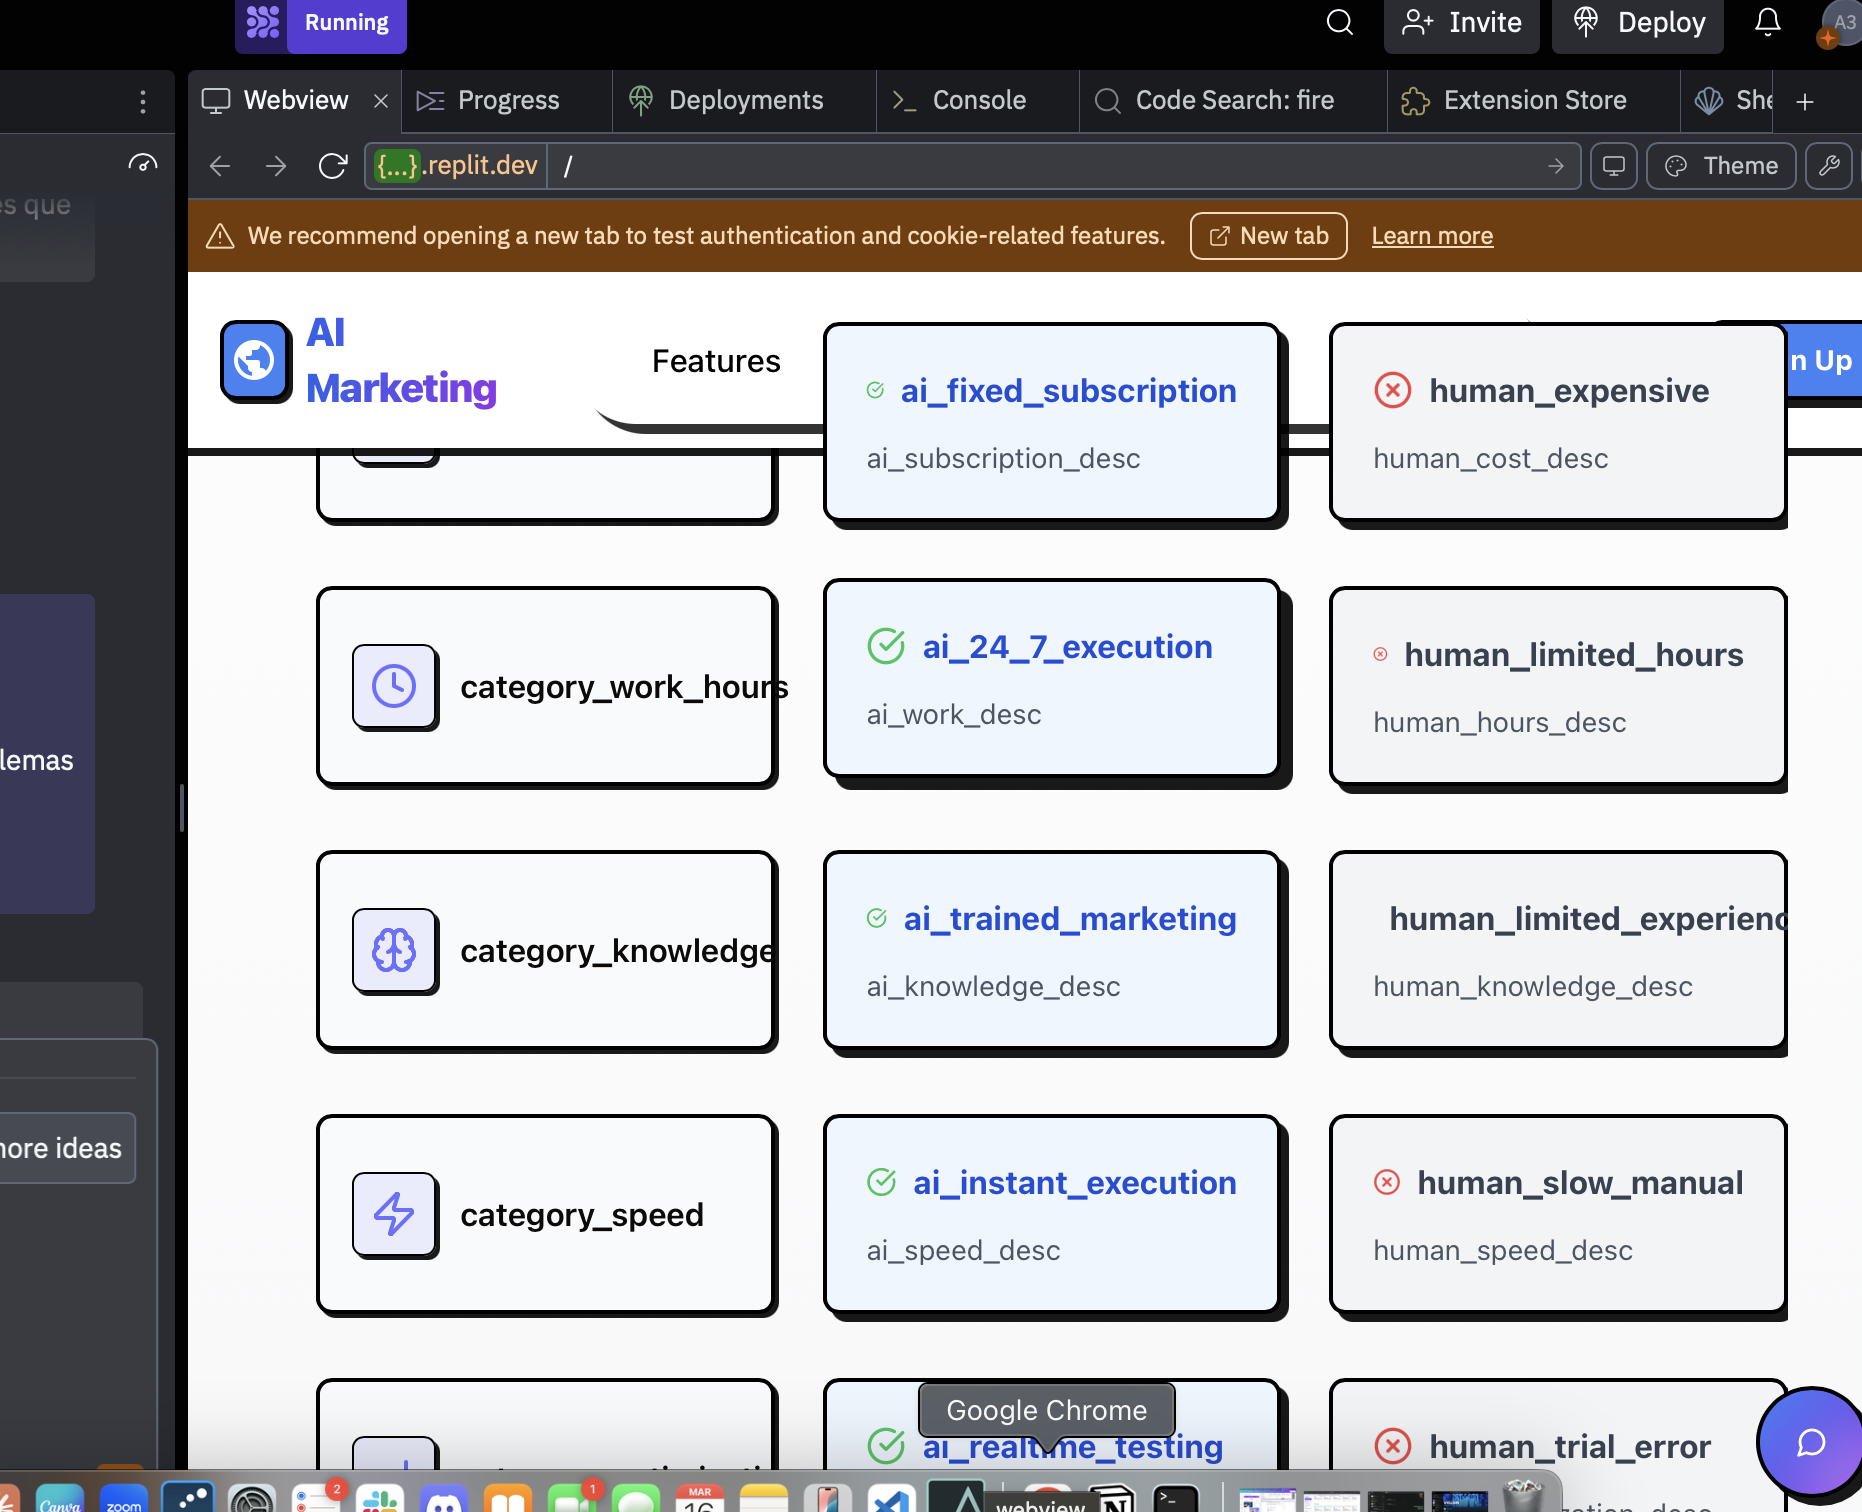 Running
Invite
Deploy
A3
Webview
Progress
Deployments
Console
Code Search: fire
Extension Store
She
{...}.replit.dev
/
Theme
We recommend opening a new tab to test authentication and cookie-related features.
New tab
Learn more
es que
lemas
more ideas
AI
Marketing
Features
n Up
ai_fixed_subscription
ai_subscription_desc
human_expensive
human_cost_desc
category_work_hours
ai_24_7_execution
ai_work_desc
human_limited_hours
human_hours_desc
category_knowledge
ai_trained_marketing
ai_knowledge_desc
human_limited_experienc
human_knowledge_desc
category_speed
ai_instant_execution
ai_speed_desc
human_slow_manual
human_speed_desc
Google Chrome
ai_realtime_testing
human_trial_error
Canva
zoom
2
1
MAR
16
webview